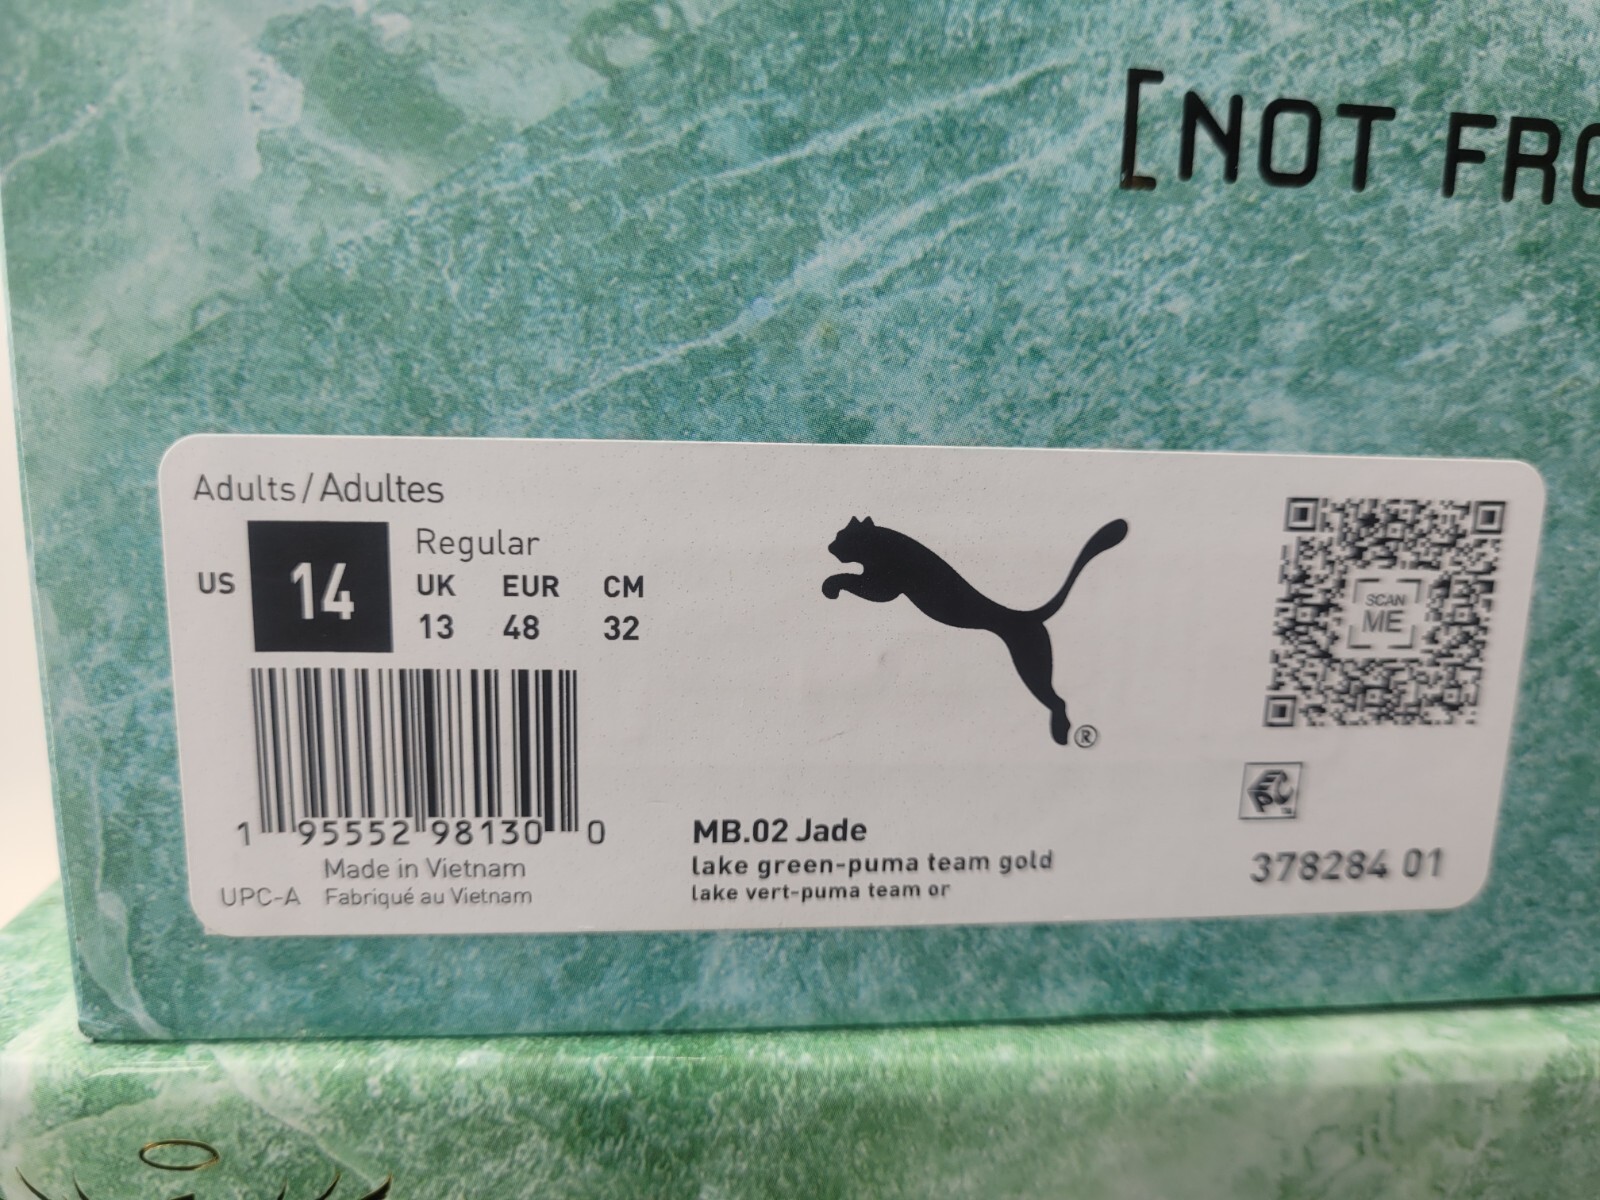 [NOT FRO
Adults/Adultes
US 14
Regular
UK EUR CM
13 48 32
SCAN
ME
®
1 95552 98130 0
Made in Vietnam
UPC-A Fabriqué au Vietnam
MB.02 Jade
lake green-puma team gold
lake vert-puma team or
378284 01